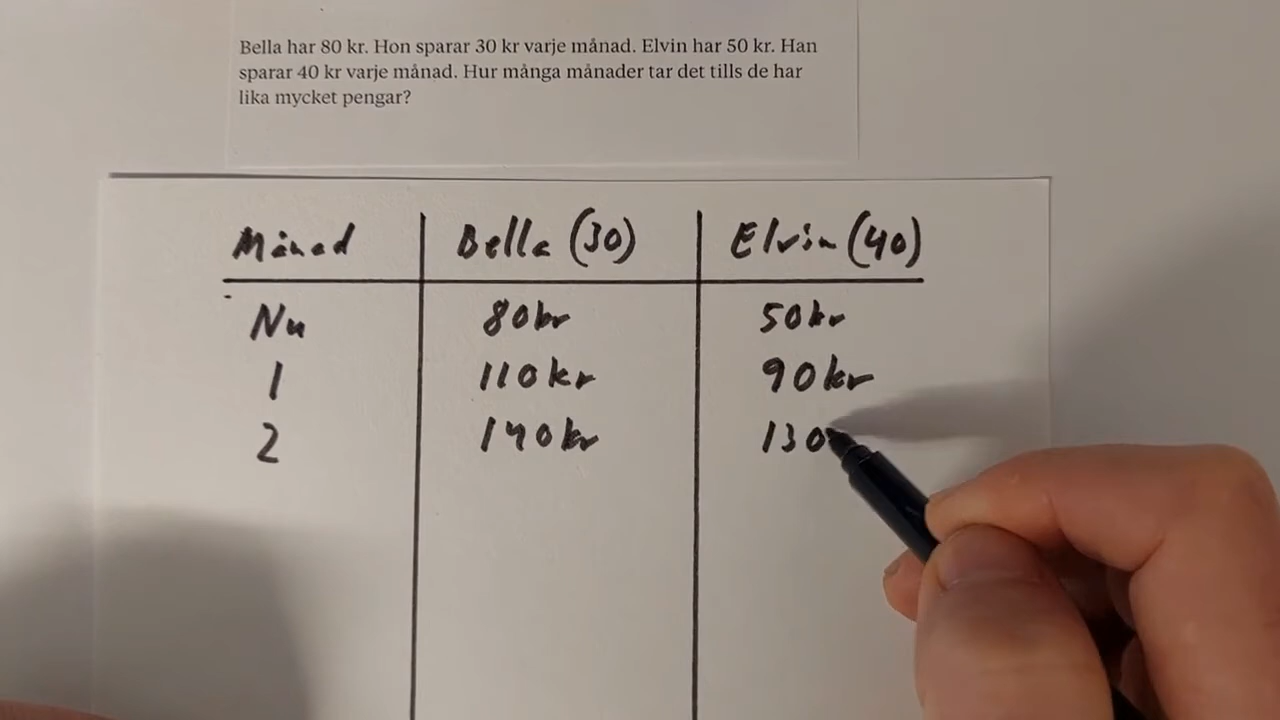 Bella har 80 kr. Hon sparar 30 kr varje månad. Elvin har 50 kr. Han
sparar 40 kr varje månad. Hur många månader tar det tills de har
lika mycket pengar?
Månad Bella (30) Elvin (40)
Nu 80kr 50kr
1 110kr 90kr
2 140kr 130